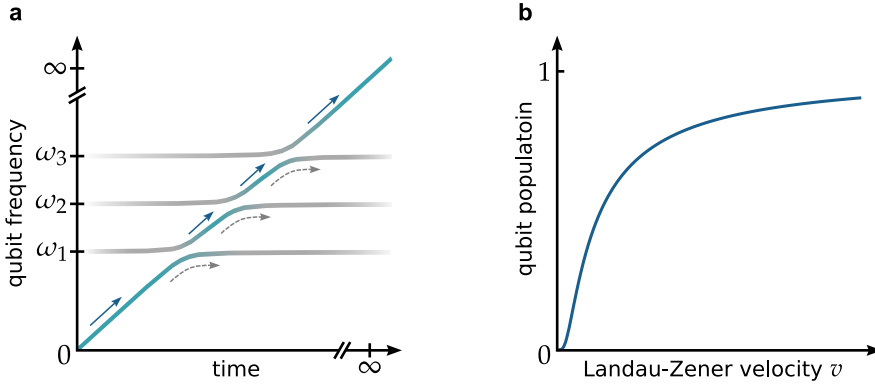 a
∞
qubit frequency
ω₃
ω₂
ω₁
0
time
∞
b
1
qubit populatoin
0
Landau-Zener velocity v